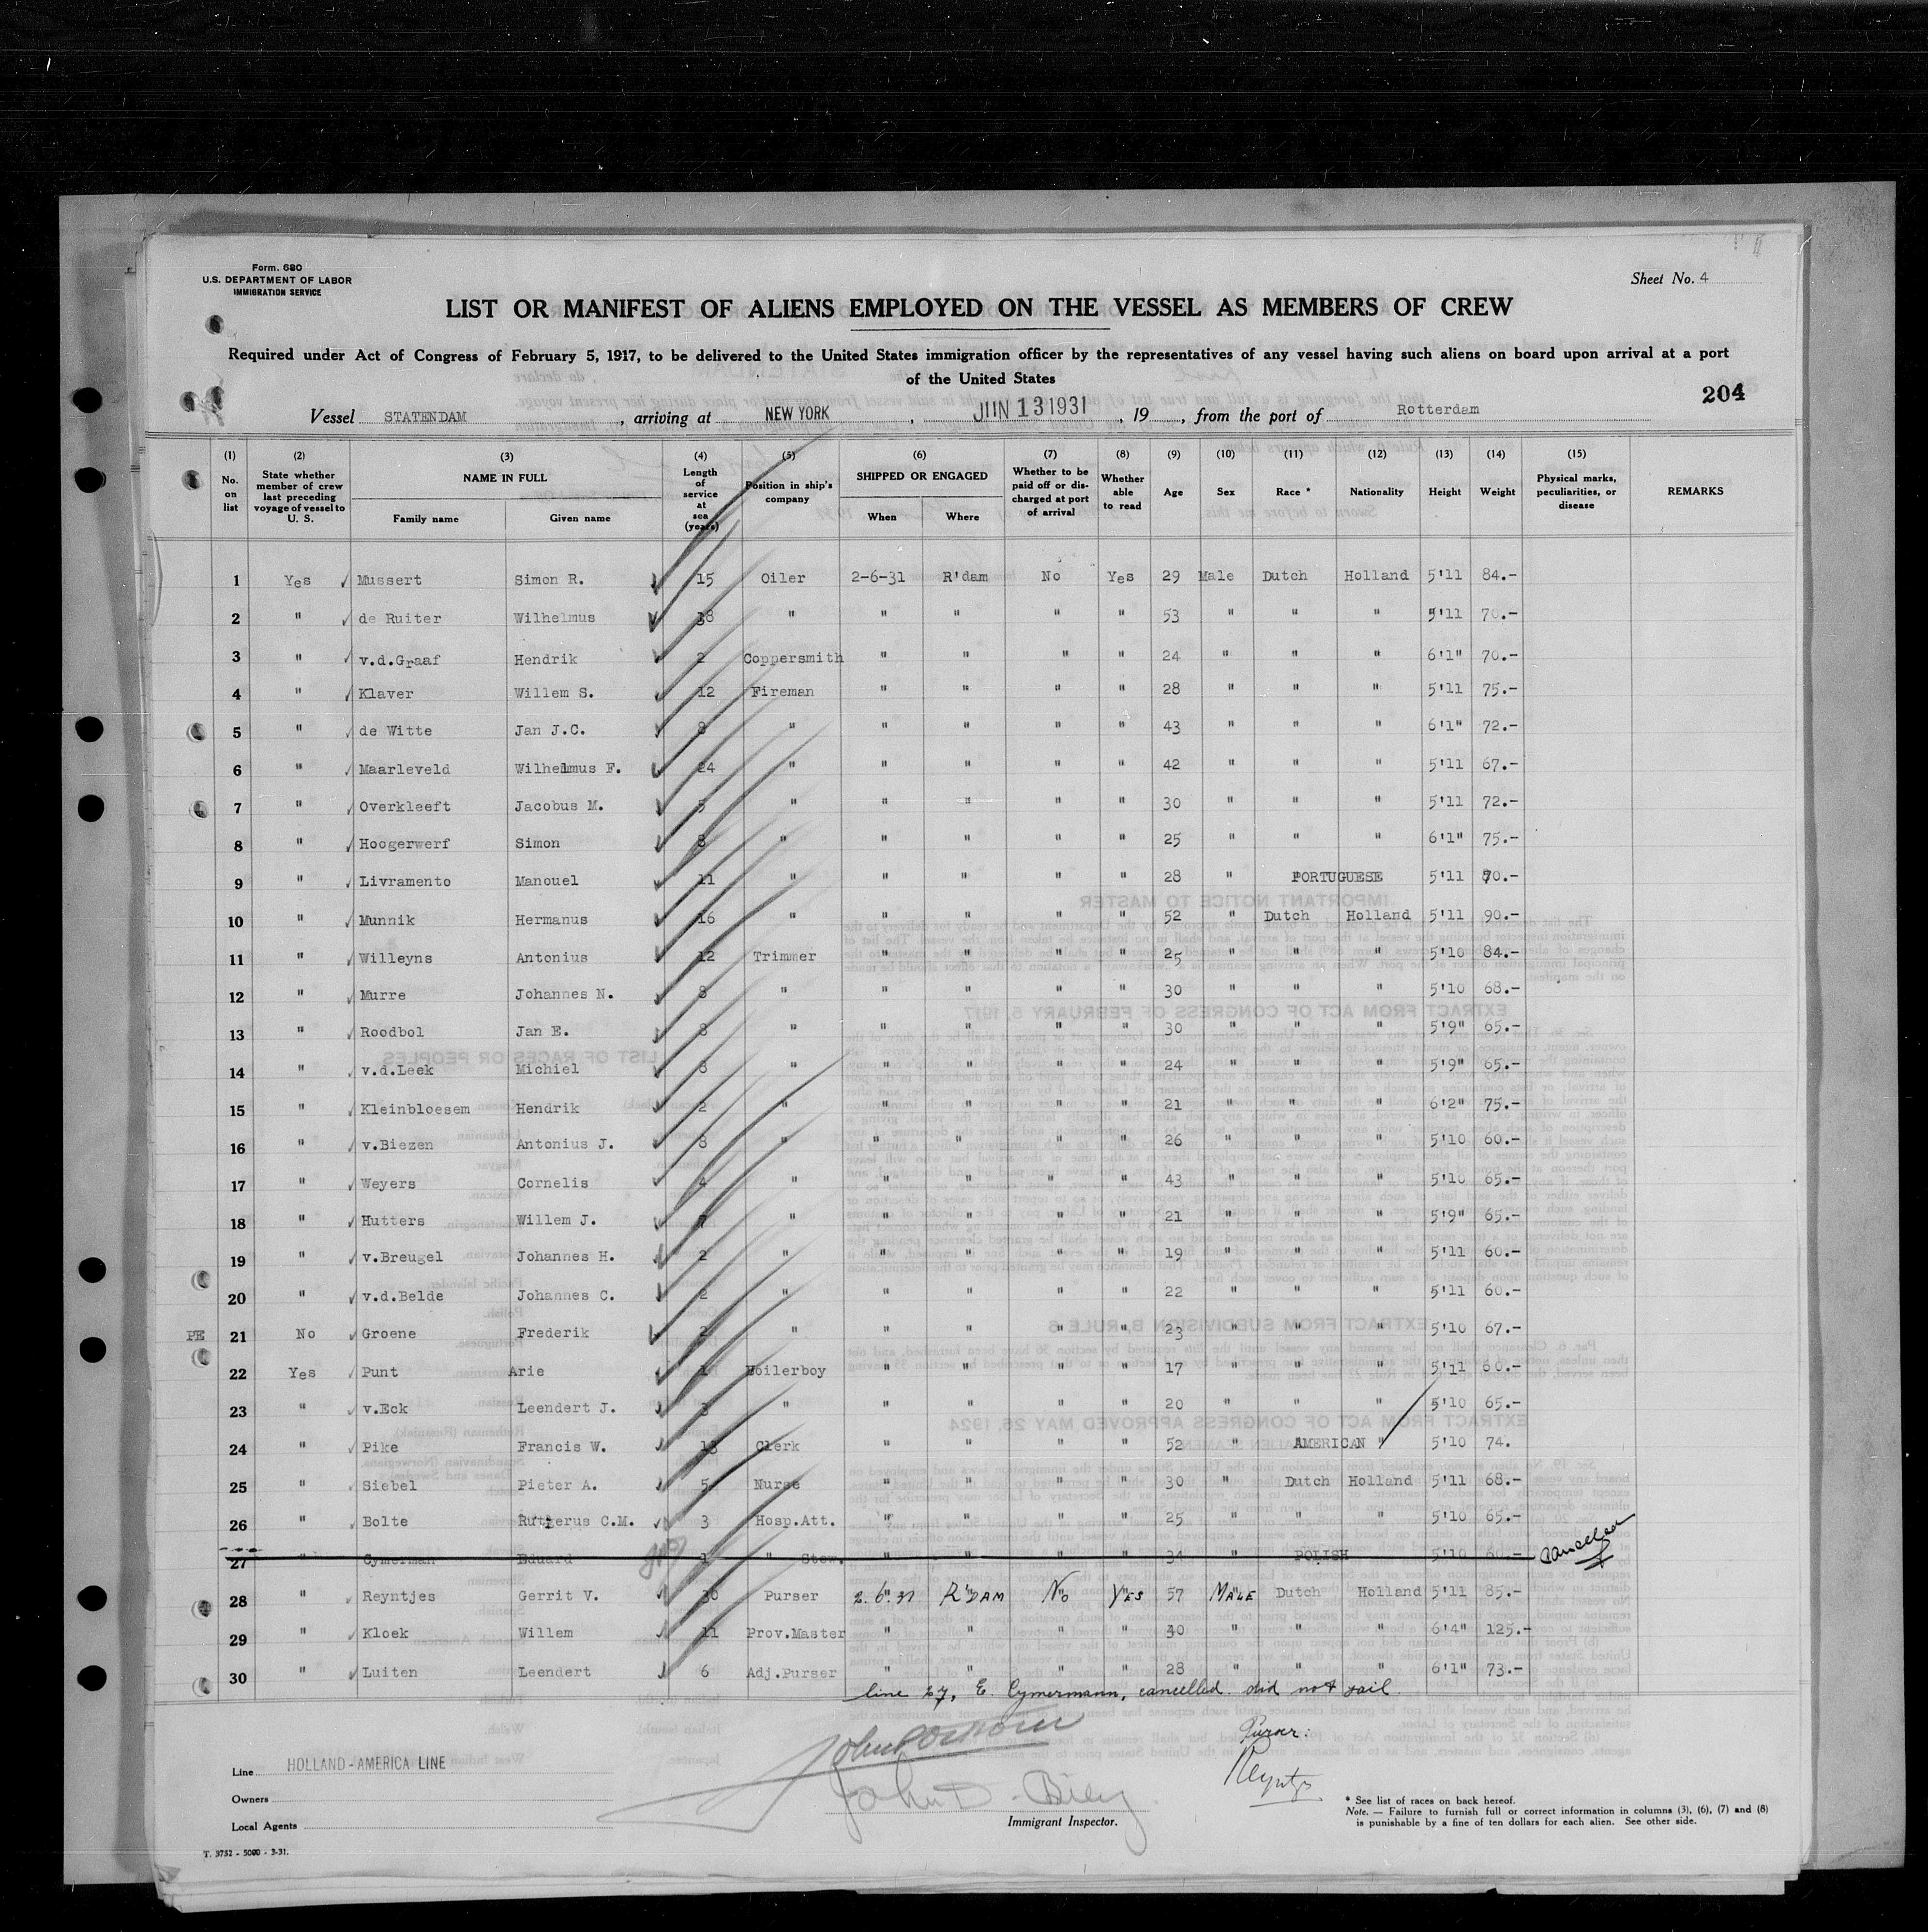 Form. 680
U.S. DEPARTMENT OF LABOR
IMMIGRATION SERVICE
Sheet No. 4
LIST OR MANIFEST OF ALIENS EMPLOYED ON THE VESSEL AS MEMBERS OF CREW
Required under Act of Congress of February 5, 1917, to be delivered to the United States immigration officer by the representatives of any vessel having such aliens on board upon arrival at a port
of the United States
204
Vessel STATENDAM, arriving at NEW YORK, JUN 13 1931, 19, from the port of Rotterdam
(1) No. on list (2) State whether member of crew last preceding voyage of vessel to U. S. (3) NAME IN FULL Family name Given name (4) Length of service at sea (years) (5) Position in ship's company (6) SHIPPED OR ENGAGED When Where (7) Whether to be paid off or discharged at port of arrival (8) Whether able to read (9) Age (10) Sex (11) Race * (12) Nationality (13) Height (14) Weight (15) Physical marks, peculiarities, or disease REMARKS
1 Yes Mussert Simon R. 15 Oiler 2-6-31 R'dam No Yes 29 Male Dutch Holland 5'11 84.-
2 " de Ruiter Wilhelmus 38 " " " " " 53 " " " 5'11 70.-
3 " v.d.Graaf Hendrik 2 Coppersmith " " " " 24 " " " 6'1" 70.-
4 " Klaver Willem S. 12 Fireman " " " " 28 " " " 5'11 75.-
5 " de Witte Jan J.C. 8 " " " " " 43 " " " 6'1" 72.-
6 " Maarleveld Wilhelmus F. 24 " " " " " 42 " " " 5'11 67.-
7 " Overkleeft Jacobus M. 5 " " " " " 30 " " " 5'11 72.-
8 " Hoogerwerf Simon 8 " " " " " 25 " " " 6'1" 75.-
9 " Livramento Manouel 11 " " " " " 28 " PORTUGUESE 5'11 70.-
10 " Munnik Hermanus 16 " " " " " 52 " Dutch Holland 5'11 90.-
11 " Willeyns Antonius 12 Trimmer " " " " 25 " " " 5'10 84.-
12 " Murre Johannes N. 8 " " " " " 30 " " " 5'10 68.-
13 " Roodbol Jan E. 8 " " " " " 30 " " " 5'9" 65.-
14 " v.d.Leek Michiel 8 " " " " " 24 " " " 5'9" 65.-
15 " Kleinbloesem Hendrik 2 " " " " " 21 " " " 6'2" 75.-
16 " v.Biezen Antonius J. 8 " " " " " 26 " " " 5'10 60.-
17 " Weyers Cornelis 4 " " " " " 43 " " " 5'10 65.-
18 " Hutters Willem J. " " " " " 21 " " " 5'9" 65.-
19 " v.Breugel Johannes H. 2 " " " " " 19 " " " 5'11 60.-
20 " v.d.Belde Johannes C. 2 " " " " " 22 " " " 5'11 60.-
PE 21 No Groene Frederik 2 " " " " " 23 " " " 5'10 67.-
22 Yes Punt Arie 1 Boilerboy " " " " 17 " " " 5'11 60.-
23 " v.Eck Leendert J. 3 " " " " " 20 " " " 5'10 65.-
24 " Pike Francis W. 13 Clerk " " " " 52 " AMERICAN " 5'10 74.
25 " Siebel Pieter A. 5 Nurse " " " " 30 " Dutch Holland 5'11 68.-
26 " Bolte Rutgerus C.M. 3 Hosp.Att. " " " " 25 " " " 5'10 65.-
27 " Cymerman Eduard 1 " Stew. " " " " 34 " POLISH 5'10 60.- cancelled
28 " Reyntjes Gerrit V. 30 Purser 2.6.31 R'DAM No YES 57 MALE Dutch Holland 5'11 85.-
29 " Kloek Willem 11 Prov.Master " " " " 40 " " " 6'4" 125.-
30 " Luiten Leendert 6 Adj.Purser " " " " 28 " " " 6'1" 73.-
line 27, E. Cymermann, cancelled did not sail.
Purser:
Reyntjes
Line HOLLAND-AMERICA LINE
Owners
Local Agents
Immigrant Inspector.
* See list of races on back hereof.
Note. — Failure to furnish full or correct information in columns (3), (6), (7) and (8)
is punishable by a fine of ten dollars for each alien. See other side.
T. 3732 - 5000 - 3-31.